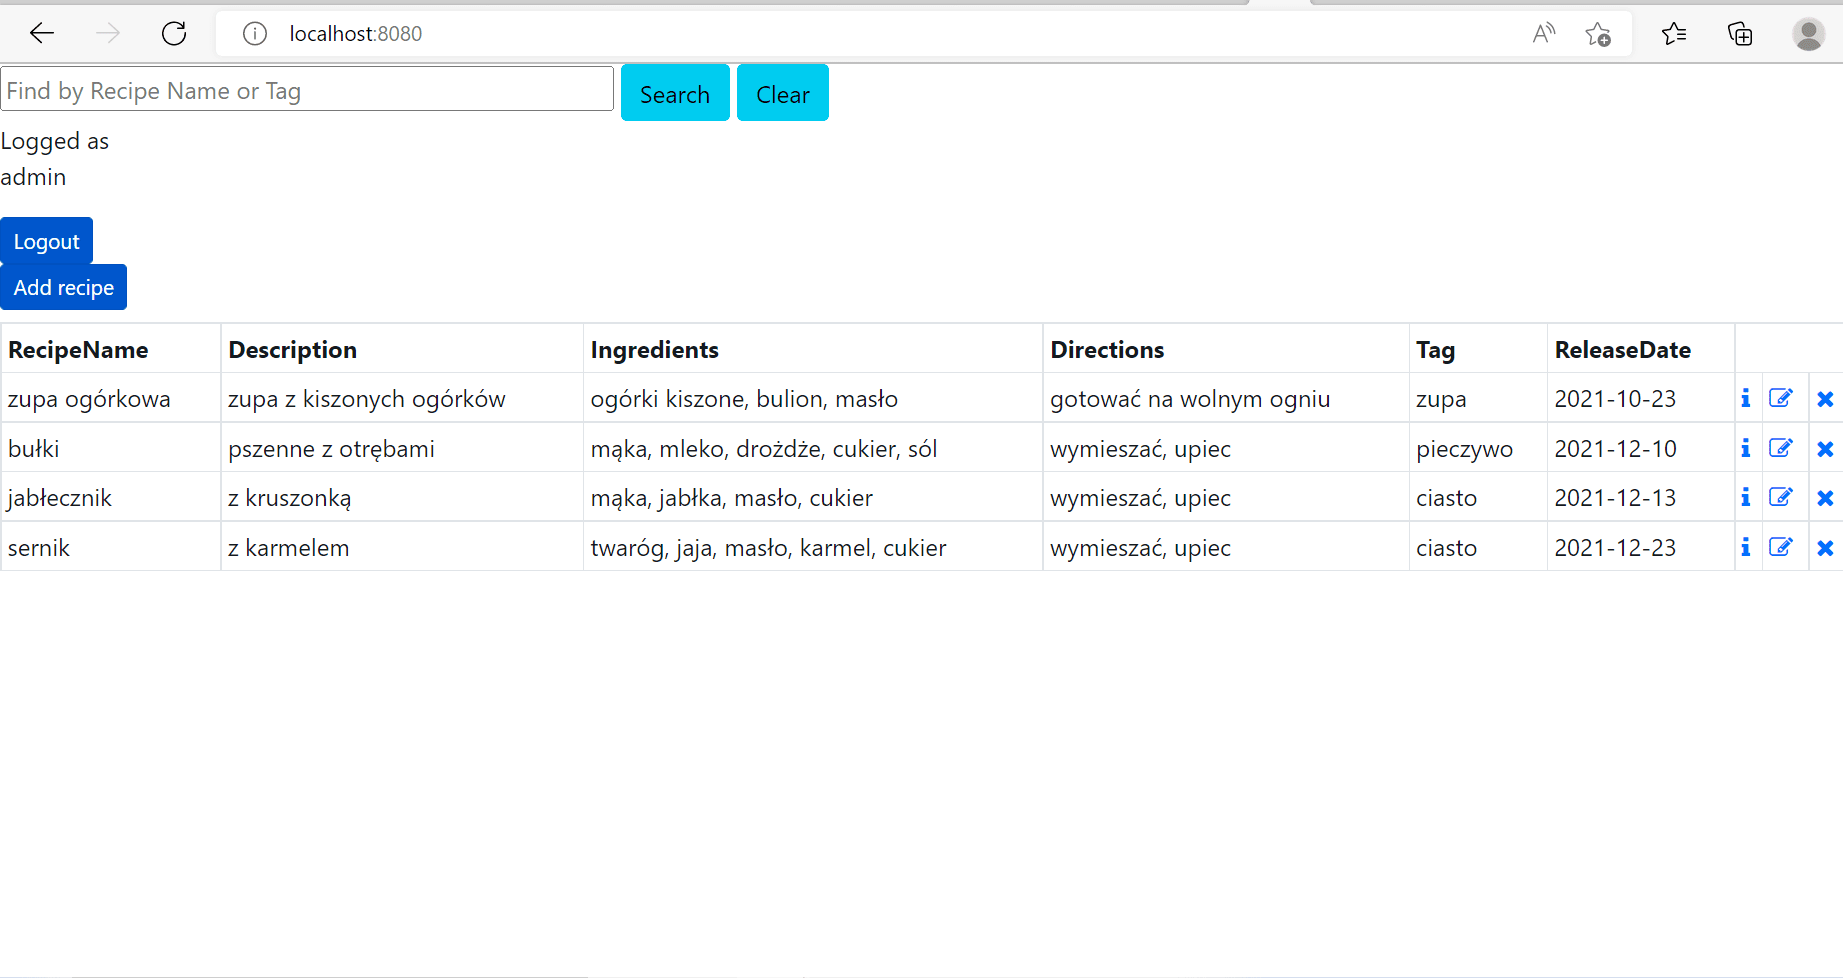 localhost:8080
Find by Recipe Name or Tag Search Clear
Logged as
admin
Logout
Add recipe
RecipeName Description Ingredients Directions Tag ReleaseDate
zupa ogórkowa zupa z kiszonych ogórków ogórki kiszone, bulion, masło gotować na wolnym ogniu zupa 2021-10-23
bułki pszenne z otrębami mąka, mleko, drożdże, cukier, sól wymieszać, upiec pieczywo 2021-12-10
jabłecznik z kruszonką mąka, jabłka, masło, cukier wymieszać, upiec ciasto 2021-12-13
sernik z karmelem twaróg, jaja, masło, karmel, cukier wymieszać, upiec ciasto 2021-12-23